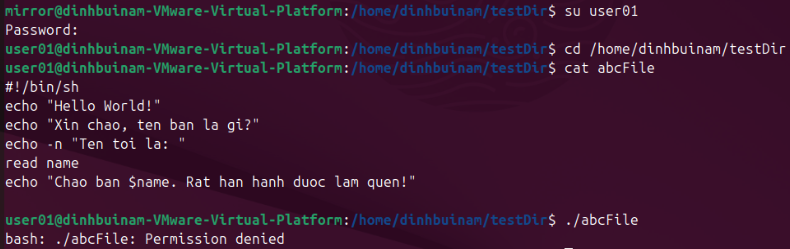 mirror@dinhbuinam-VMware-Virtual-Platform:/home/dinhbuinam/testDir$ su user01
Password:
user01@dinhbuinam-VMware-Virtual-Platform:/home/dinhbuinam/testDir$ cd /home/dinhbuinam/testDir
user01@dinhbuinam-VMware-Virtual-Platform:/home/dinhbuinam/testDir$ cat abcFile
#!/bin/sh
echo "Hello World!"
echo "Xin chao, ten ban la gi?"
echo -n "Ten toi la: "
read name
echo "Chao ban $name. Rat han hanh duoc lam quen!"
user01@dinhbuinam-VMware-Virtual-Platform:/home/dinhbuinam/testDir$ ./abcFile
bash: ./abcFile: Permission denied